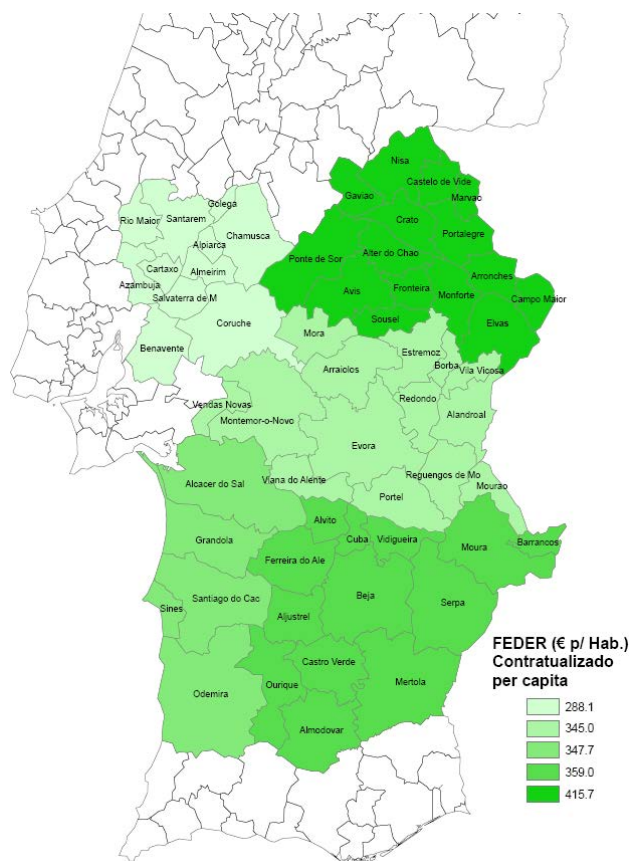 Nisa
Castelo de Vide
Gaviao
Marvao
Golega
Rio Maior
Santarem
Crato
Chamusca
Portalegre
Alpiarca
Ponte de Sor
Alter do Chao
Cartaxo
Almeirim
Arronches
Azambuja
Avis
Fronteira
Monforte
Campo Maior
Salvaterra de M
Sousel
Elvas
Coruche
Mora
Benavente
Estremoz
Borba
Vila Vicosa
Arraiolos
Vendas Novas
Redondo
Alandroal
Montemor-o-Novo
Evora
Reguengos de Mo
Viana do Alente
Alcacer do Sal
Mourao
Portel
Alvito
Grandola
Cuba
Vidigueira
Moura
Barrancos
Ferreira do Ale
Santiago do Cac
Beja
Sines
Serpa
Aljustrel
Castro Verde
Ourique
Mertola
Odemira
Almodovar
FEDER (€ p/ Hab.)
Contratualizado
per capita
288.1
345.0
347.7
359.0
415.7